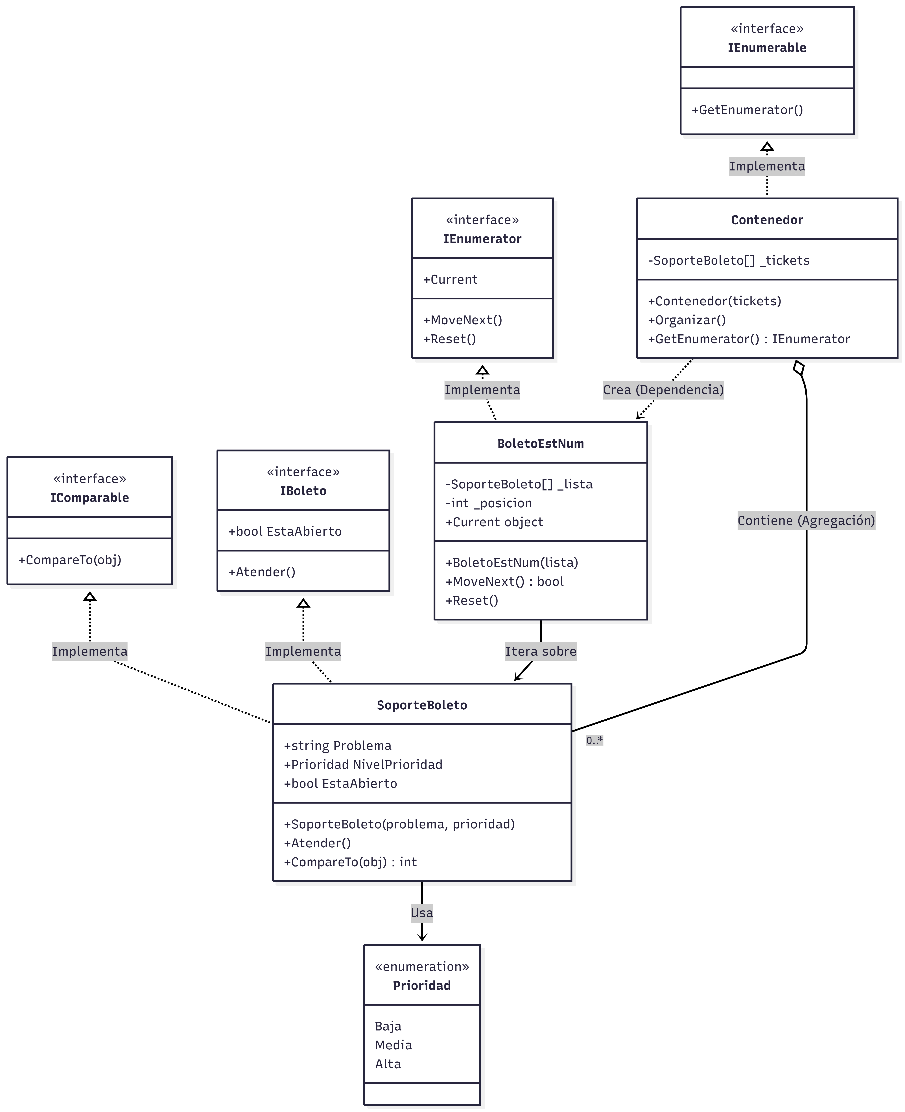 «interface»
IEnumerable
+GetEnumerator()
Implementa
Contenedor
-SoporteBoleto[] _tickets
+Contenedor(tickets)
+Organizar()
+GetEnumerator() : IEnumerator
«interface»
IEnumerator
+Current
+MoveNext()
+Reset()
Implementa
Crea (Dependencia)
BoletoEstNum
-SoporteBoleto[] _lista
-int _posicion
+Current object
+BoletoEstNum(lista)
+MoveNext() : bool
+Reset()
Contiene (Agregación)
«interface»
IComparable
+CompareTo(obj)
«interface»
IBoleto
+bool EstaAbierto
+Atender()
Implementa
Implementa
Itera sobre
SoporteBoleto
+string Problema
+Prioridad NivelPrioridad
+bool EstaAbierto
+SoporteBoleto(problema, prioridad)
+Atender()
+CompareTo(obj) : int
0..*
Usa
«enumeration»
Prioridad
Baja
Media
Alta